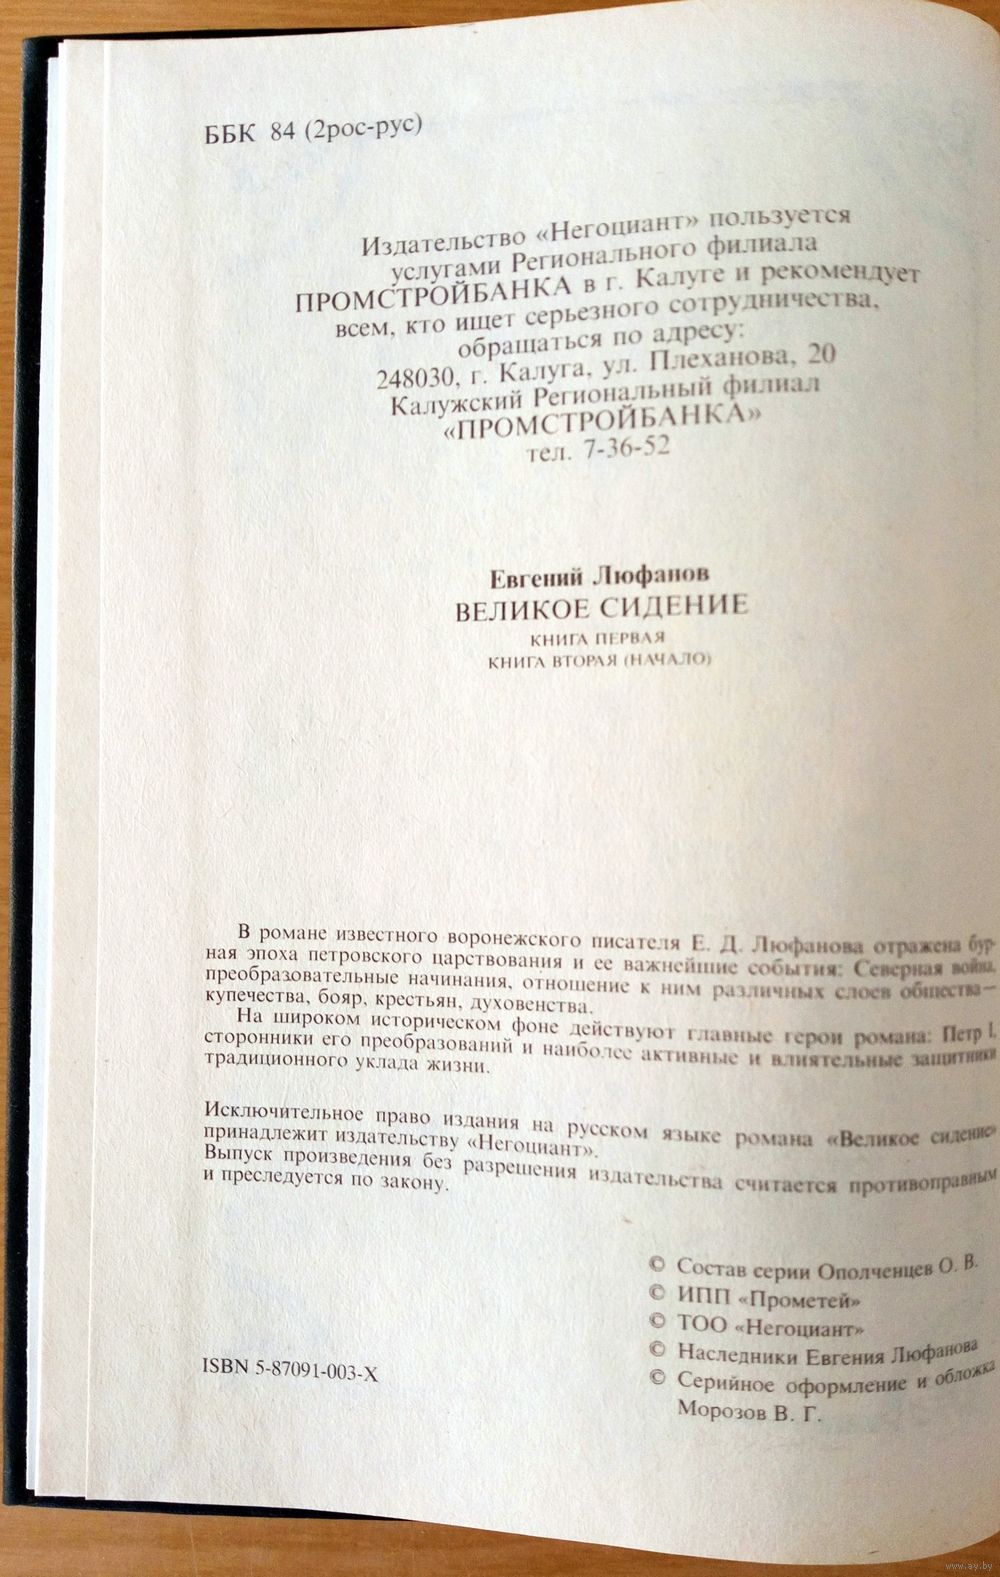 ББК 84 (2рос-рус)
Издательство «Негоциант» пользуется
услугами Регионального филиала
ПРОМСТРОЙБАНКА в г. Калуге и рекомендует
всем, кто ищет серьезного сотрудничества,
обращаться по адресу:
248030, г. Калуга, ул. Плеханова, 20
Калужский Региональный филиал
«ПРОМСТРОЙБАНКА»
тел. 7-36-52
Евгений Люфанов
ВЕЛИКОЕ СИДЕНИЕ
КНИГА ПЕРВАЯ
КНИГА ВТОРАЯ (НАЧАЛО)
В романе известного воронежского писателя Е. Д. Люфанова отражена бур-
ная эпоха петровского царствования и ее важнейшие события: Северная война,
преобразовательные начинания, отношение к ним различных слоев общества—
купечества, бояр, крестьян, духовенства.
На широком историческом фоне действуют главные герои романа: Петр I,
сторонники его преобразований и наиболее активные и влиятельные защитники
традиционного уклада жизни.
Исключительное право издания на русском языке романа «Великое сидение»
принадлежит издательству «Негоциант».
Выпуск произведения без разрешения издательства считается противоправным
и преследуется по закону.
© Состав серии Ополченцев О. В.
© ИПП «Прометей»
© ТОО «Негоциант»
© Наследники Евгения Люфанова
© Серийное оформление и обложка
Морозов В. Г.
ISBN 5-87091-003-X
www.ay.by